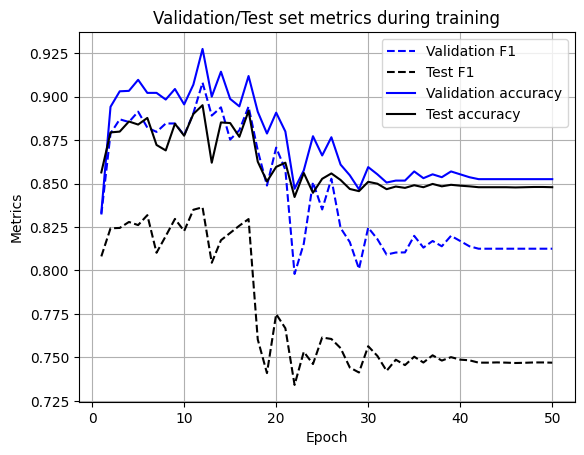 Validation/Test set metrics during training
Validation F1
Test F1
Validation accuracy
Test accuracy
Metrics
0.925
0.900
0.875
0.850
0.825
0.800
0.775
0.750
0.725
0 10 20 30 40 50
Epoch